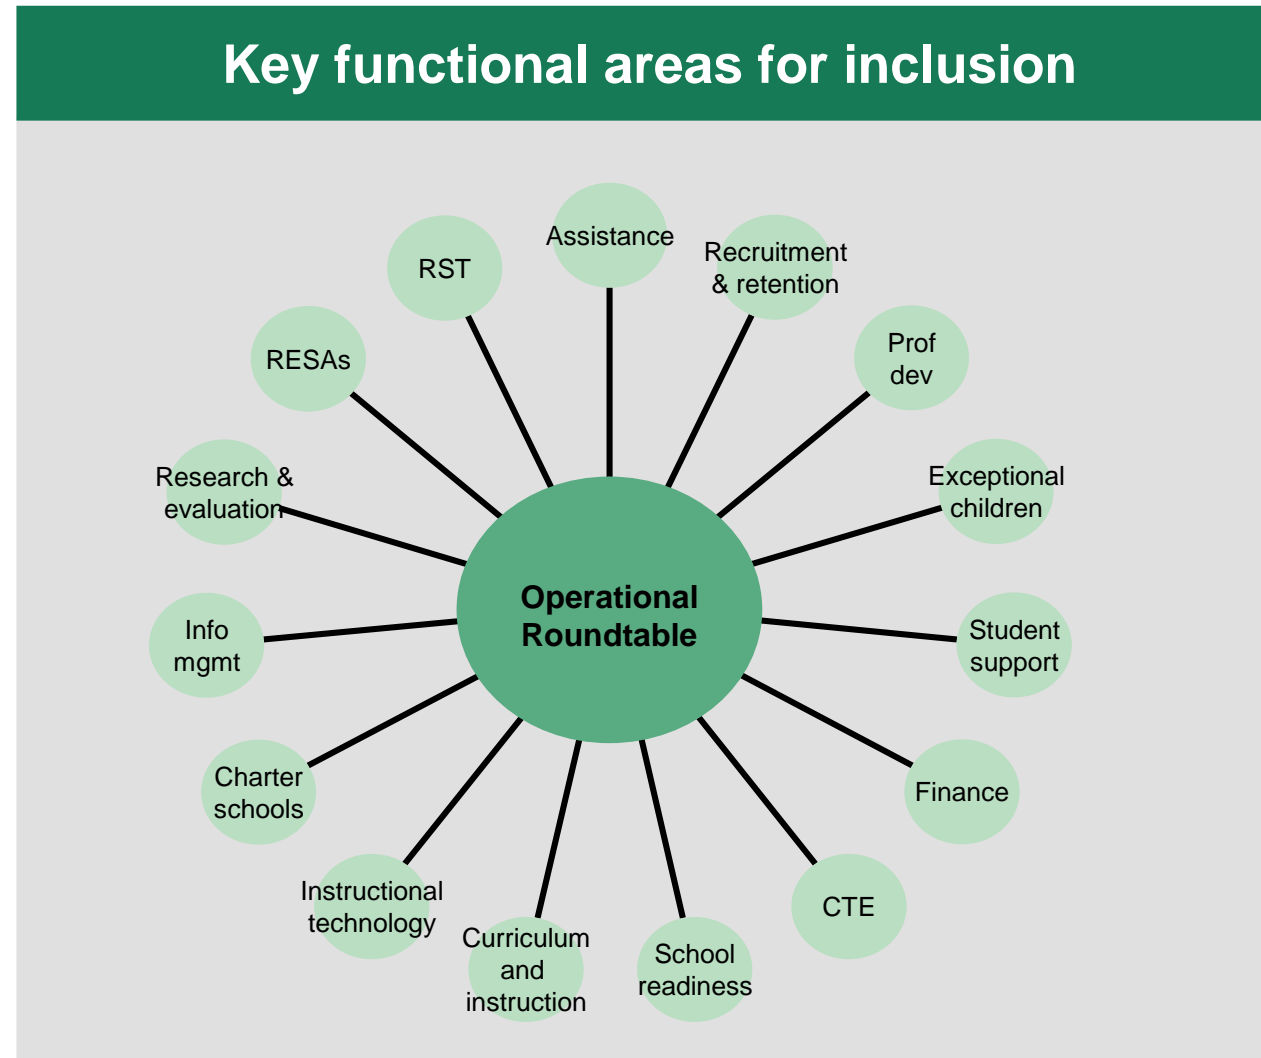 Key functional areas for inclusion
Assistance
Recruitment
& retention
Prof
dev
Exceptional
children
Student
support
Finance
CTE
School
readiness
Curriculum
and
instruction
Instructional
technology
Charter
schools
Info
mgmt
Research &
evaluation
RESAs
RST
Operational
Roundtable